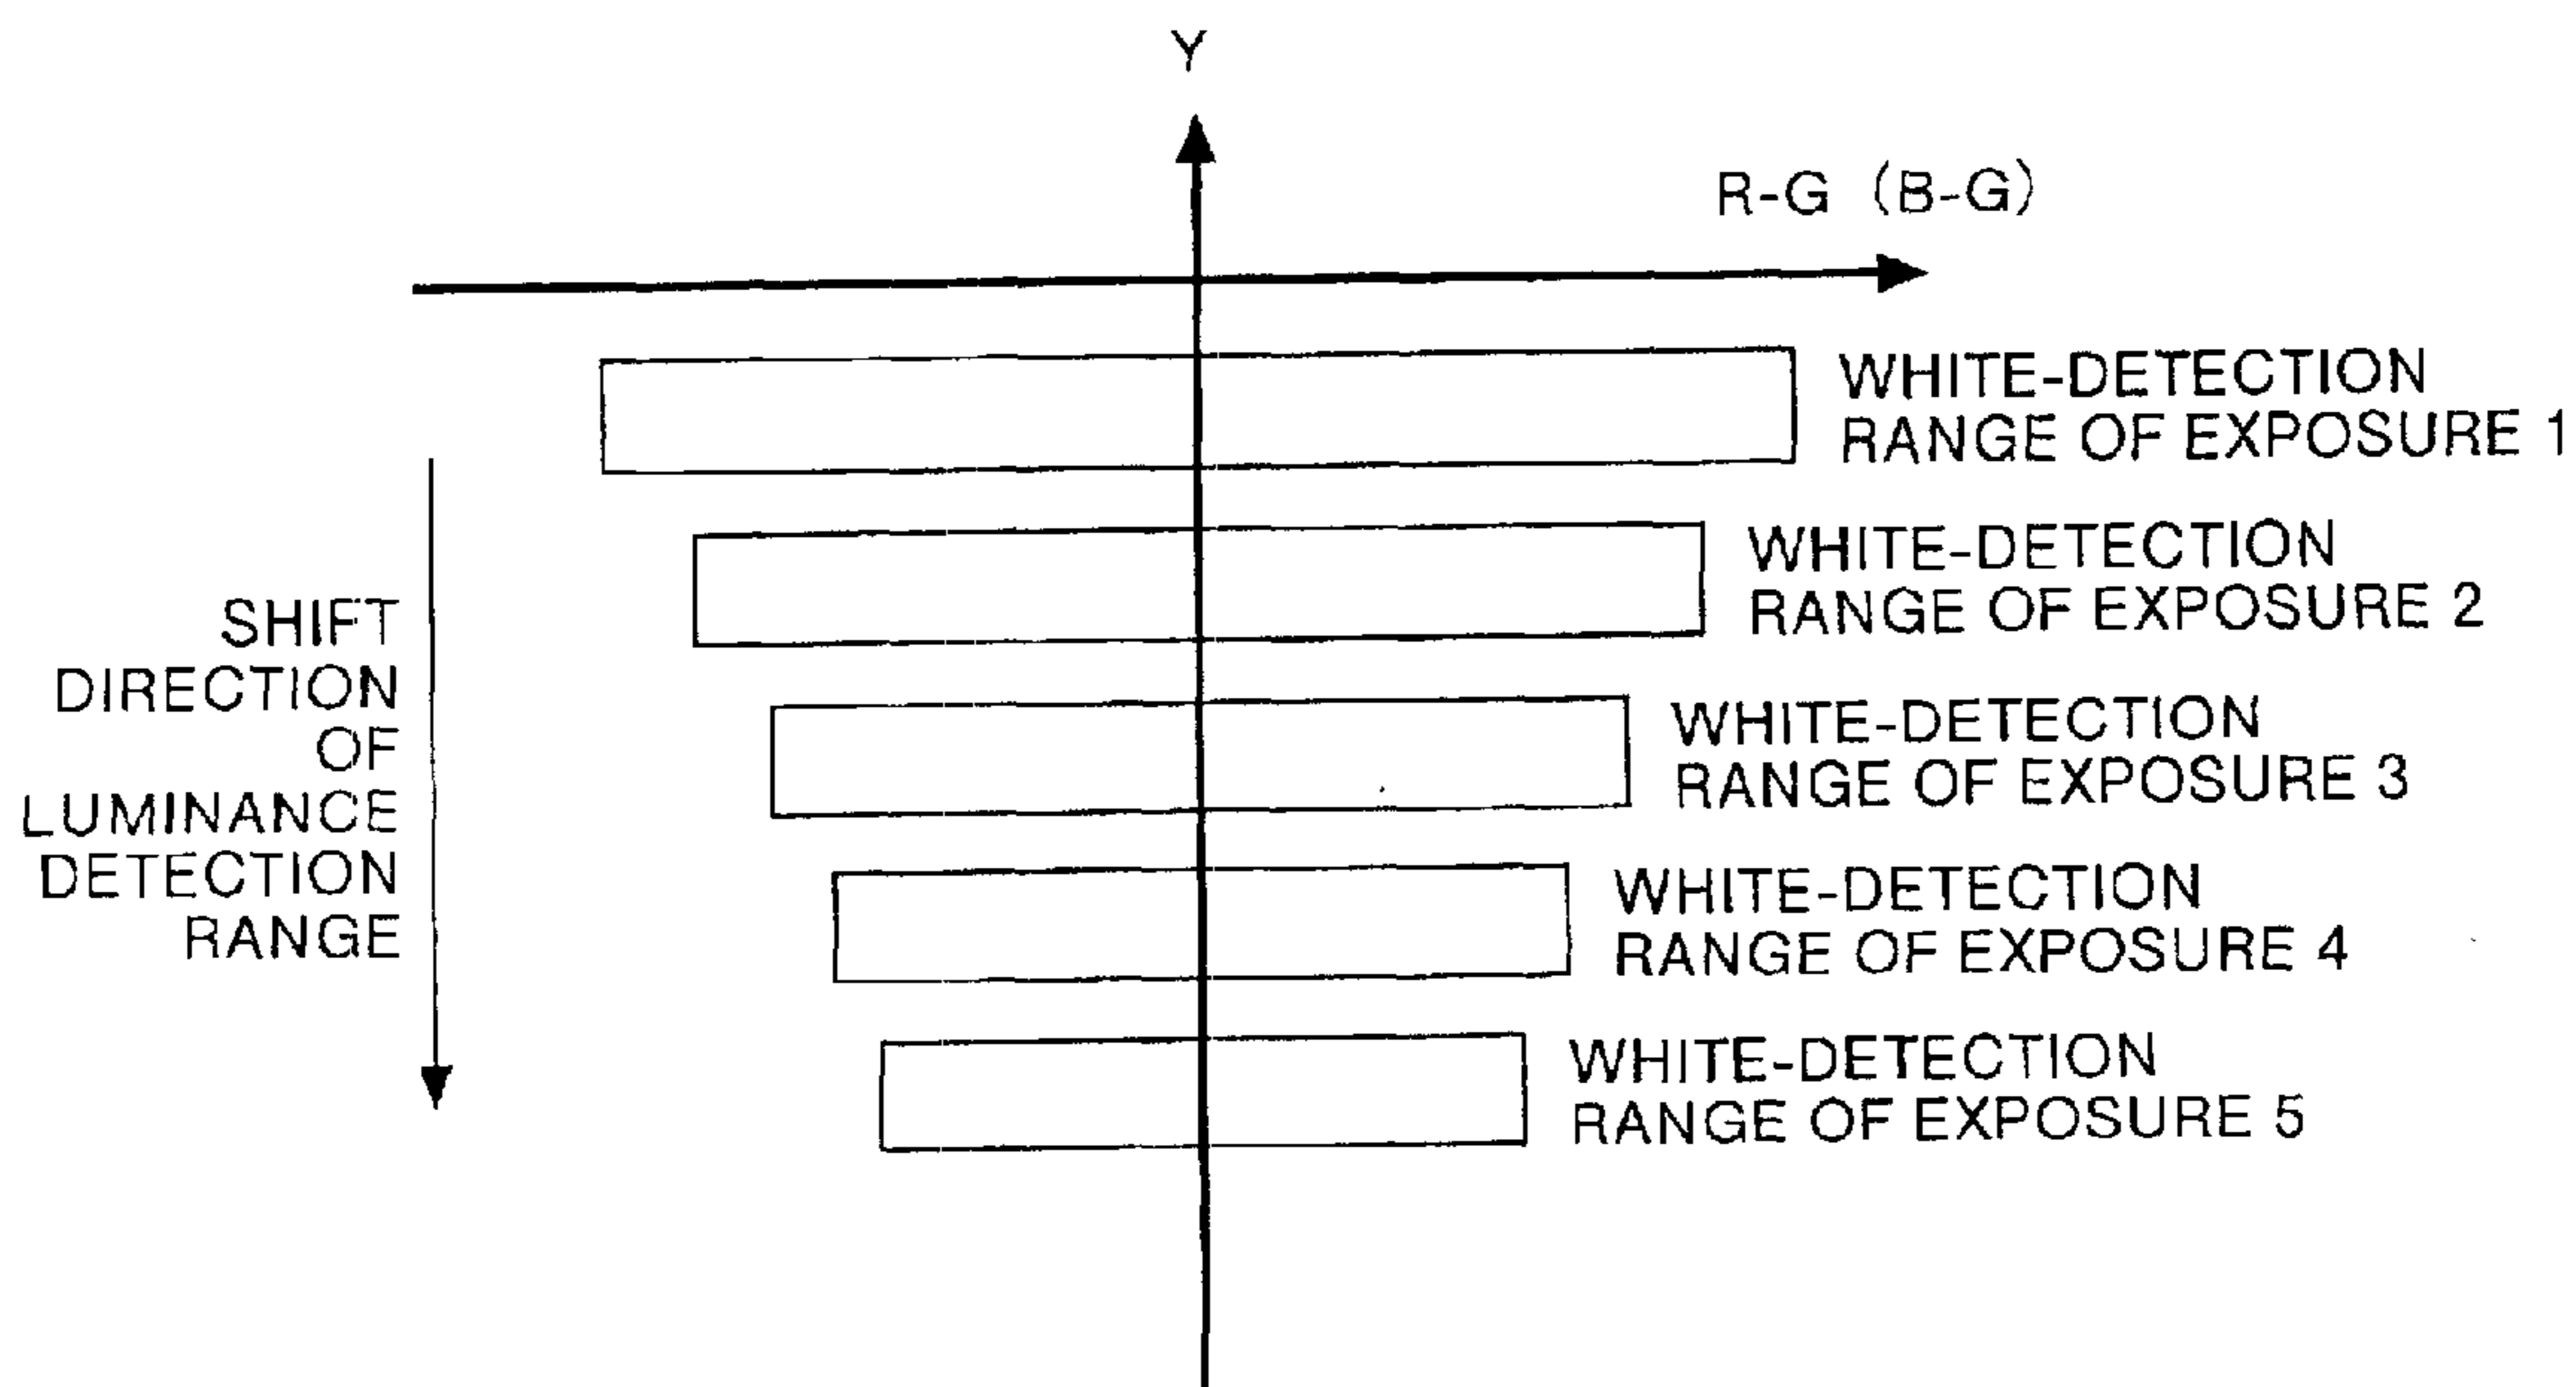 Y
R-G (B-G)
WHITE-DETECTION
RANGE OF EXPOSURE 1
WHITE-DETECTION
RANGE OF EXPOSURE 2
SHIFT
DIRECTION
OF
LUMINANCE
DETECTION
RANGE
WHITE-DETECTION
RANGE OF EXPOSURE 3
WHITE-DETECTION
RANGE OF EXPOSURE 4
WHITE-DETECTION
RANGE OF EXPOSURE 5